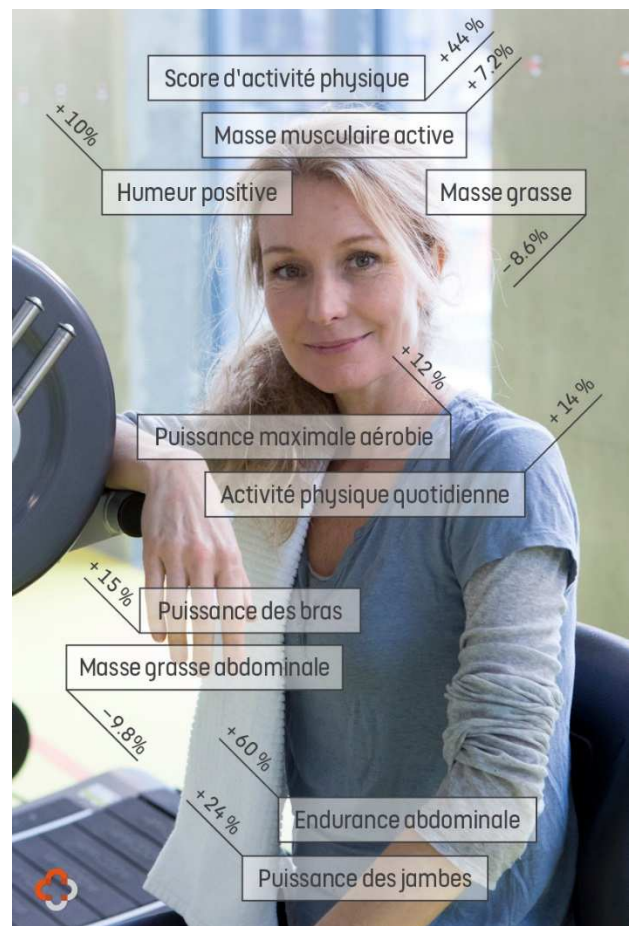 +44%
Score d'activité physique
+7.2%
Masse musculaire active
+10%
Humeur positive
Masse grasse
-8.6%
+12%
Puissance maximale aérobie
+14%
Activité physique quotidienne
+15%
Puissance des bras
Masse grasse abdominale
-9.8%
+60%
Endurance abdominale
+24%
Puissance des jambes